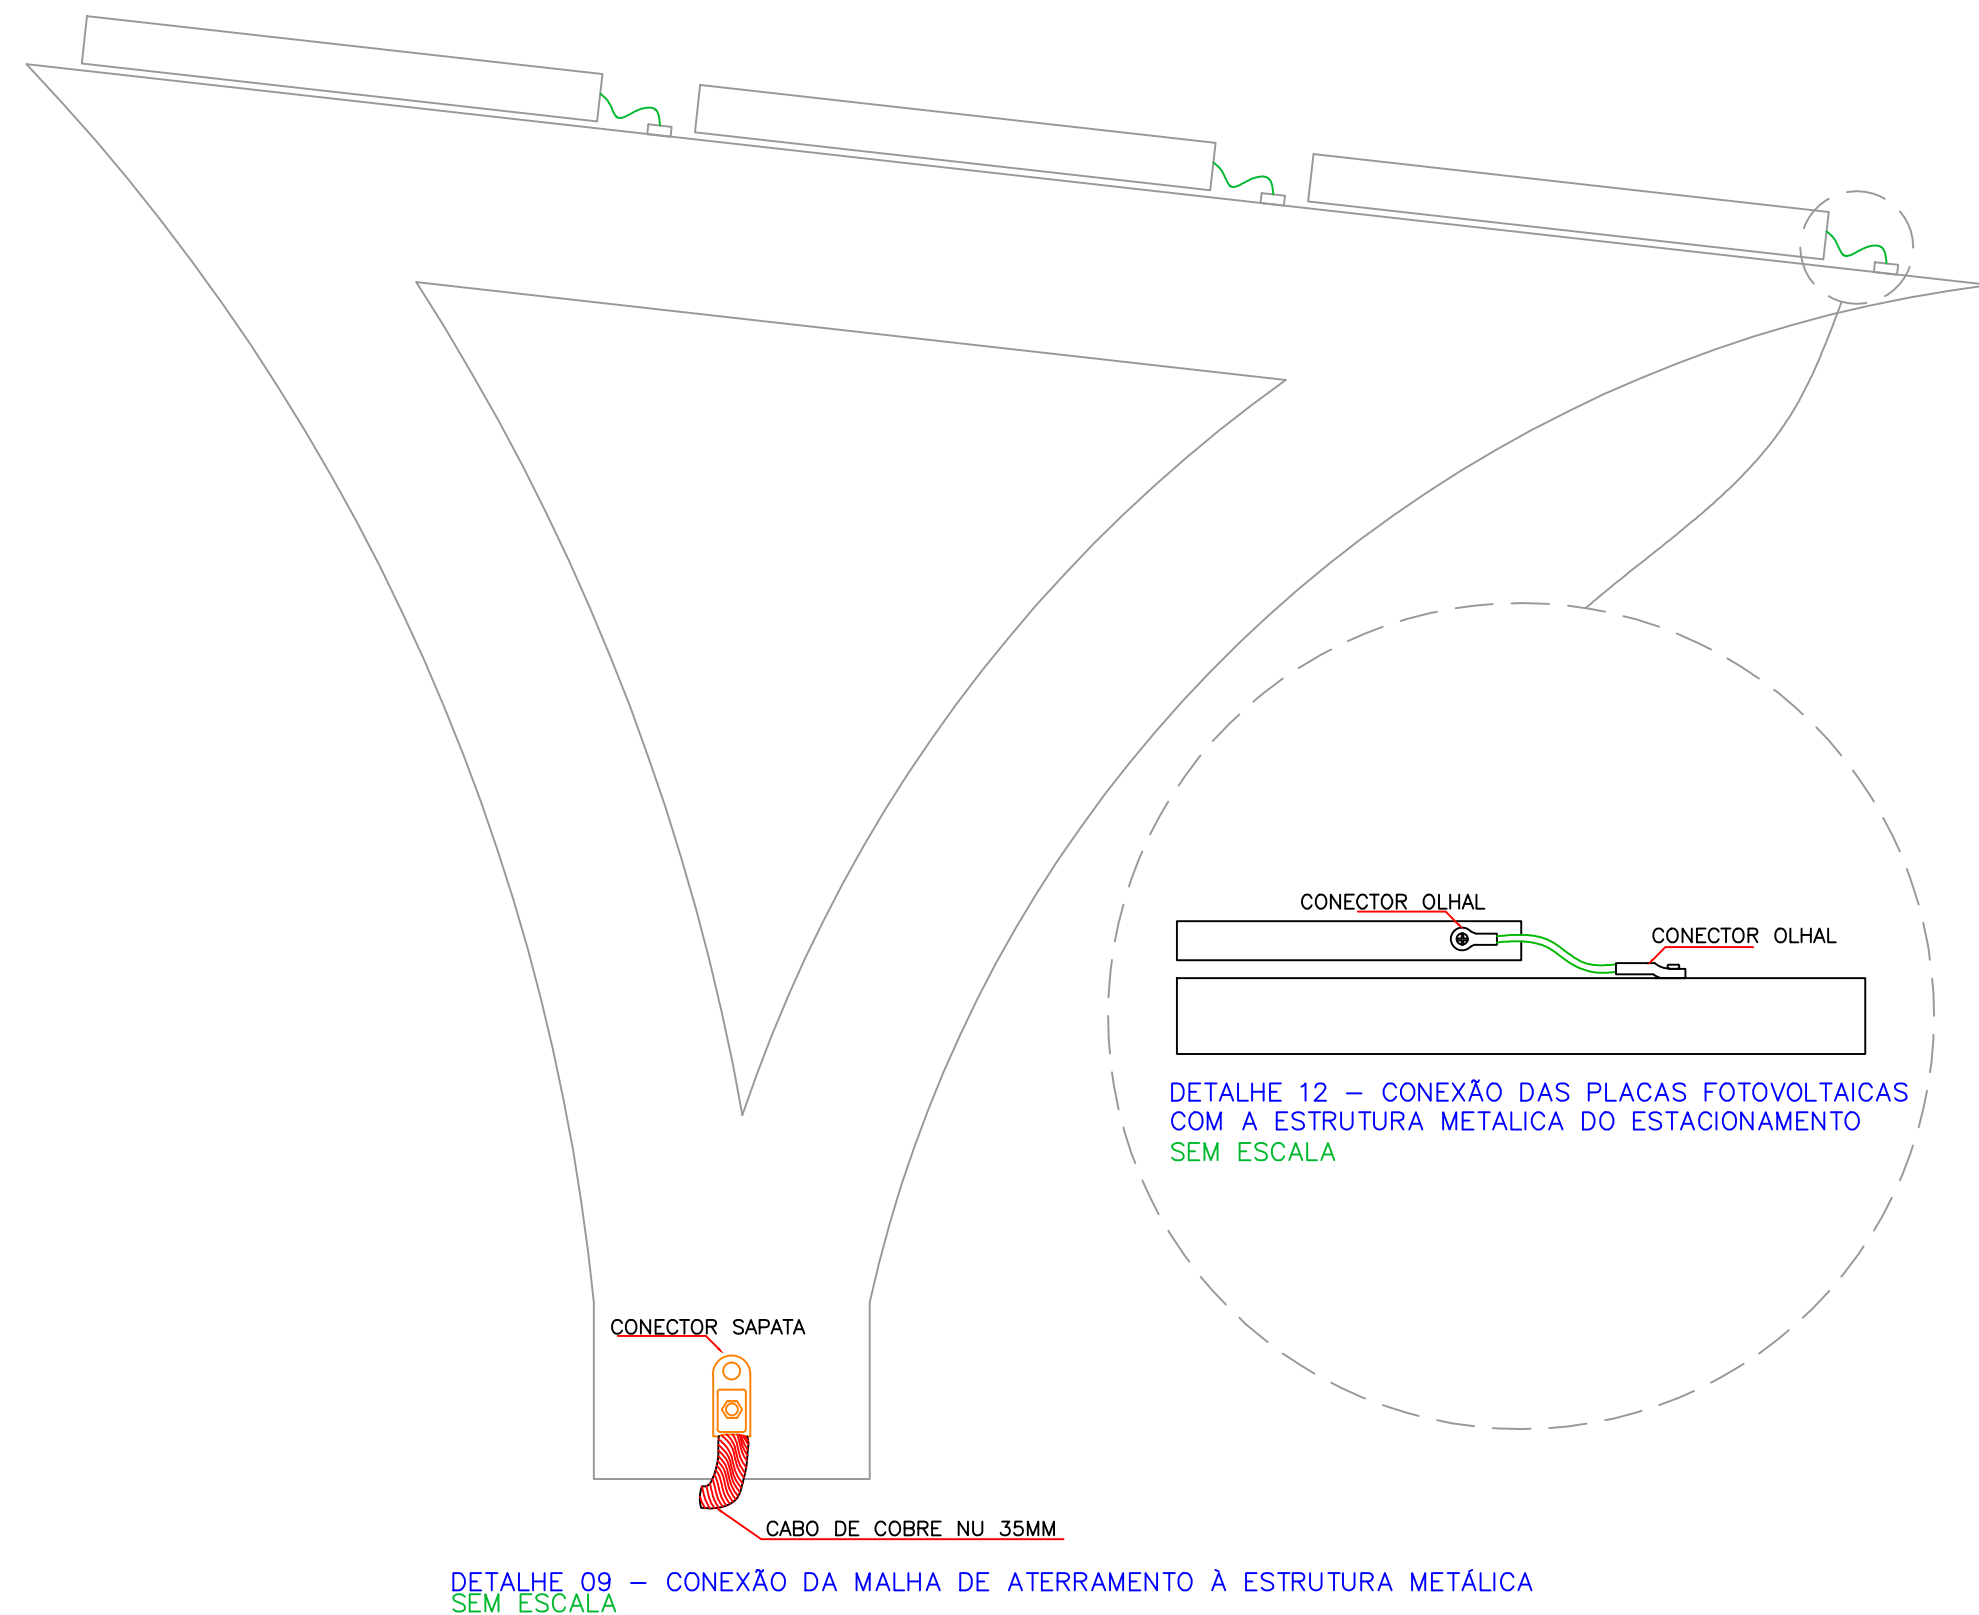 CONECTOR OLHAL
CONECTOR OLHAL
DETALHE 12 – CONEXÃO DAS PLACAS FOTOVOLTAICAS
COM A ESTRUTURA METALICA DO ESTACIONAMENTO
SEM ESCALA
CONECTOR SAPATA
CABO DE COBRE NU 35MM
DETALHE 09 – CONEXÃO DA MALHA DE ATERRAMENTO À ESTRUTURA METÁLICA
SEM ESCALA